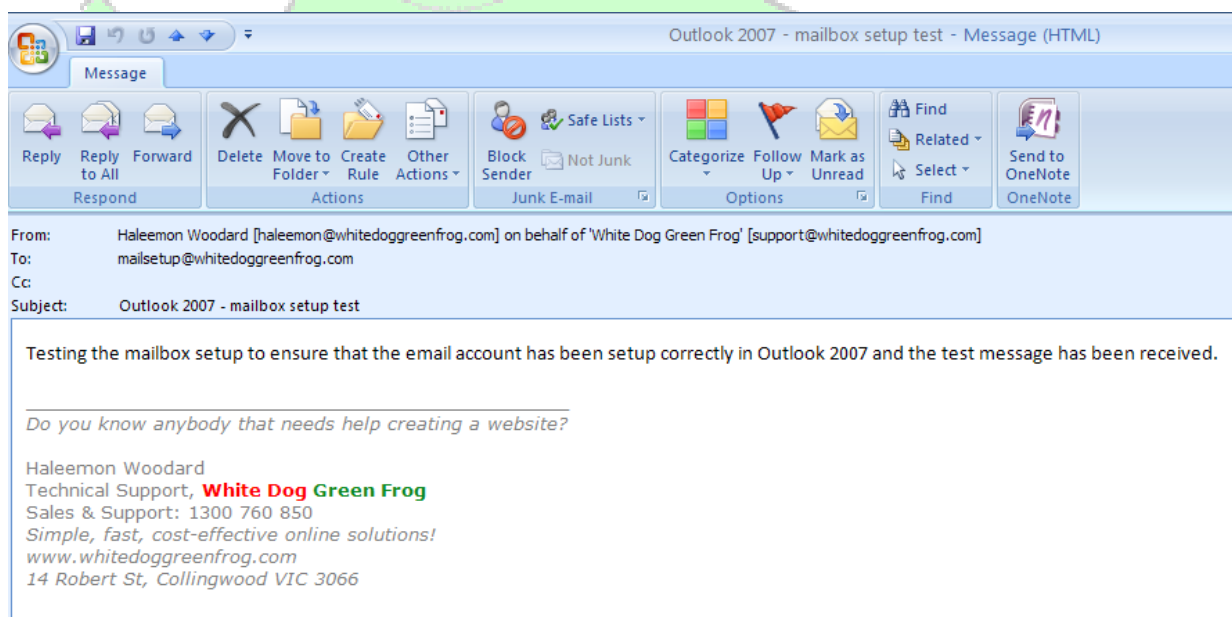 Outlook 2007 - mailbox setup test - Message (HTML)
Message
Reply
Reply to All
Forward
Respond
Delete
Move to Folder
Create Rule
Other Actions
Actions
Block Sender
Safe Lists
Not Junk
Junk E-mail
Categorize
Follow Up
Mark as Unread
Options
Find
Related
Select
Find
Send to OneNote
OneNote
From: Haleemon Woodard [haleemon@whitedoggreenfrog.com] on behalf of 'White Dog Green Frog' [support@whitedoggreenfrog.com]
To: mailsetup@whitedoggreenfrog.com
Cc:
Subject: Outlook 2007 - mailbox setup test
Testing the mailbox setup to ensure that the email account has been setup correctly in Outlook 2007 and the test message has been received.
Do you know anybody that needs help creating a website?
Haleemon Woodard
Technical Support, White Dog Green Frog
Sales & Support: 1300 760 850
Simple, fast, cost-effective online solutions!
www.whitedoggreenfrog.com
14 Robert St, Collingwood VIC 3066